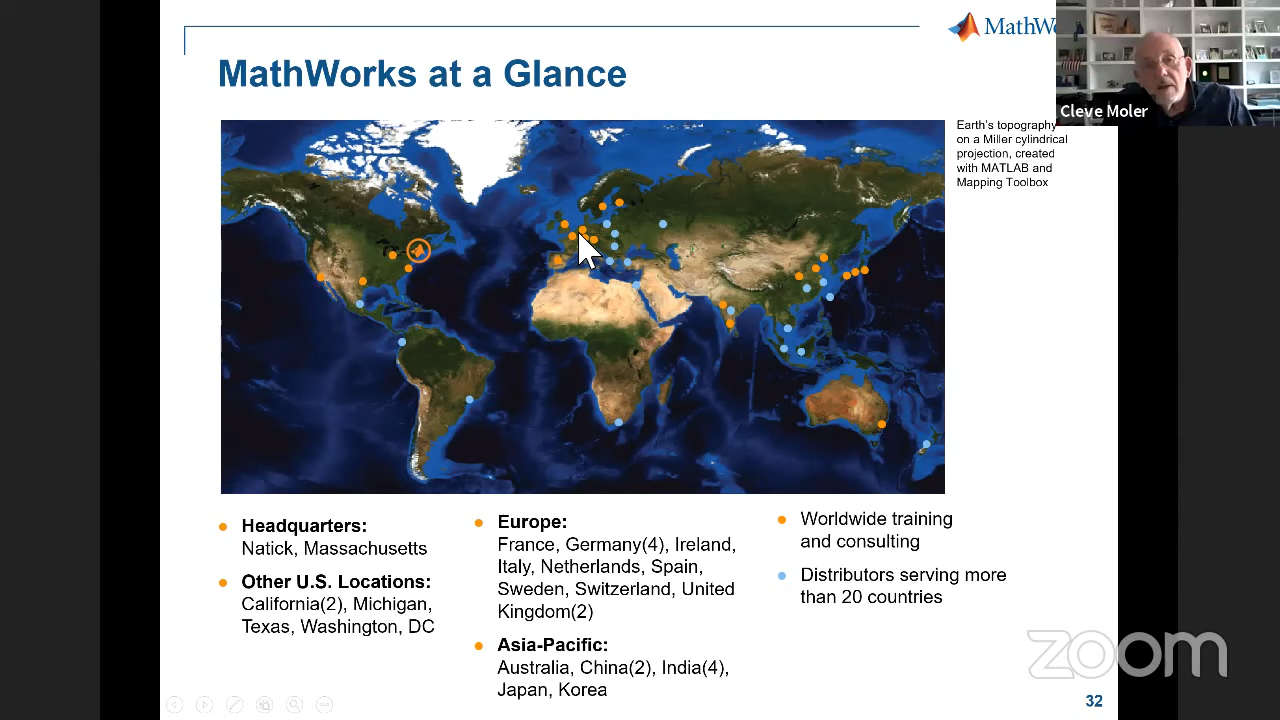 MathWo
Cleve Moler
MathWorks at a Glance
Earth's topography
on a Miller cylindrical
projection, created
with MATLAB and
Mapping Toolbox
Headquarters:
Natick, Massachusetts
Other U.S. Locations:
California(2), Michigan,
Texas, Washington, DC
Europe:
France, Germany(4), Ireland,
Italy, Netherlands, Spain,
Sweden, Switzerland, United
Kingdom(2)
Asia-Pacific:
Australia, China(2), India(4),
Japan, Korea
Worldwide training
and consulting
Distributors serving more
than 20 countries
zoom
32